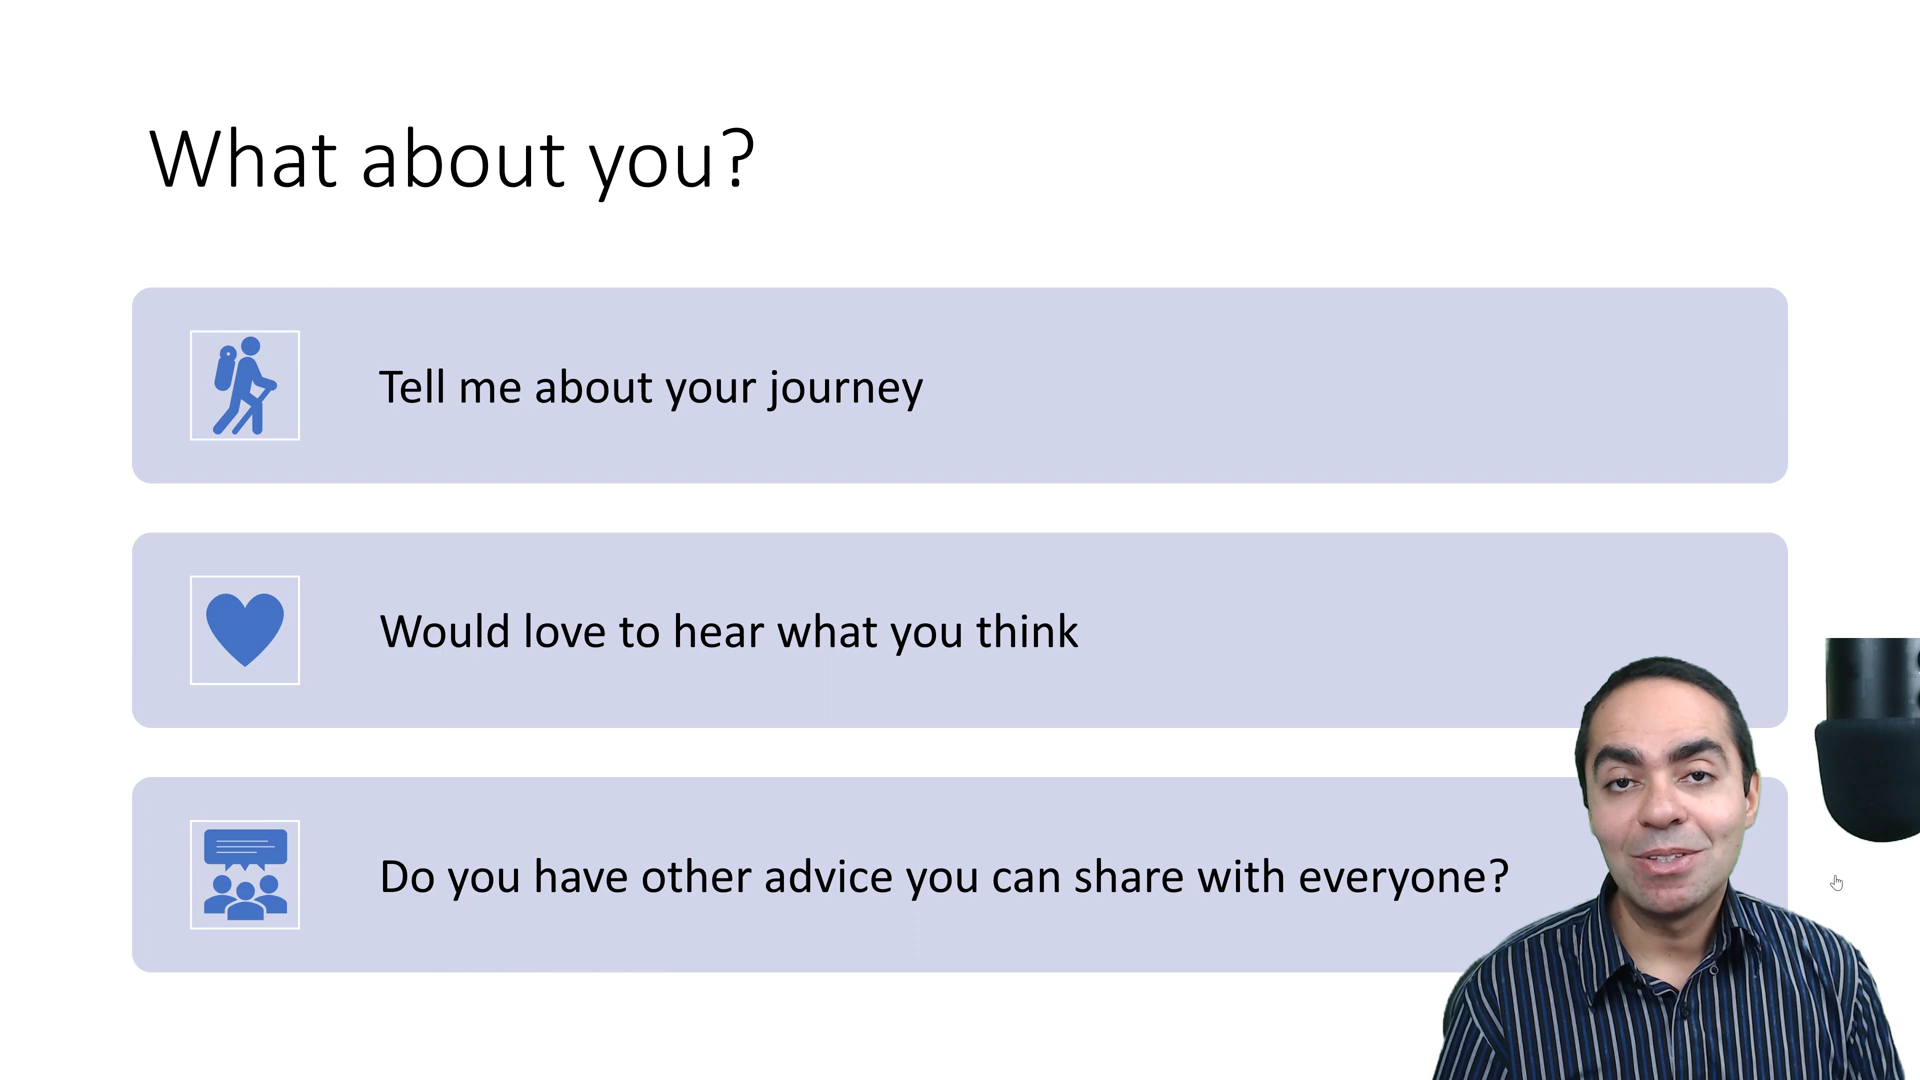 What about you?
Tell me about your journey
Would love to hear what you think
Do you have other advice you can share with everyone?